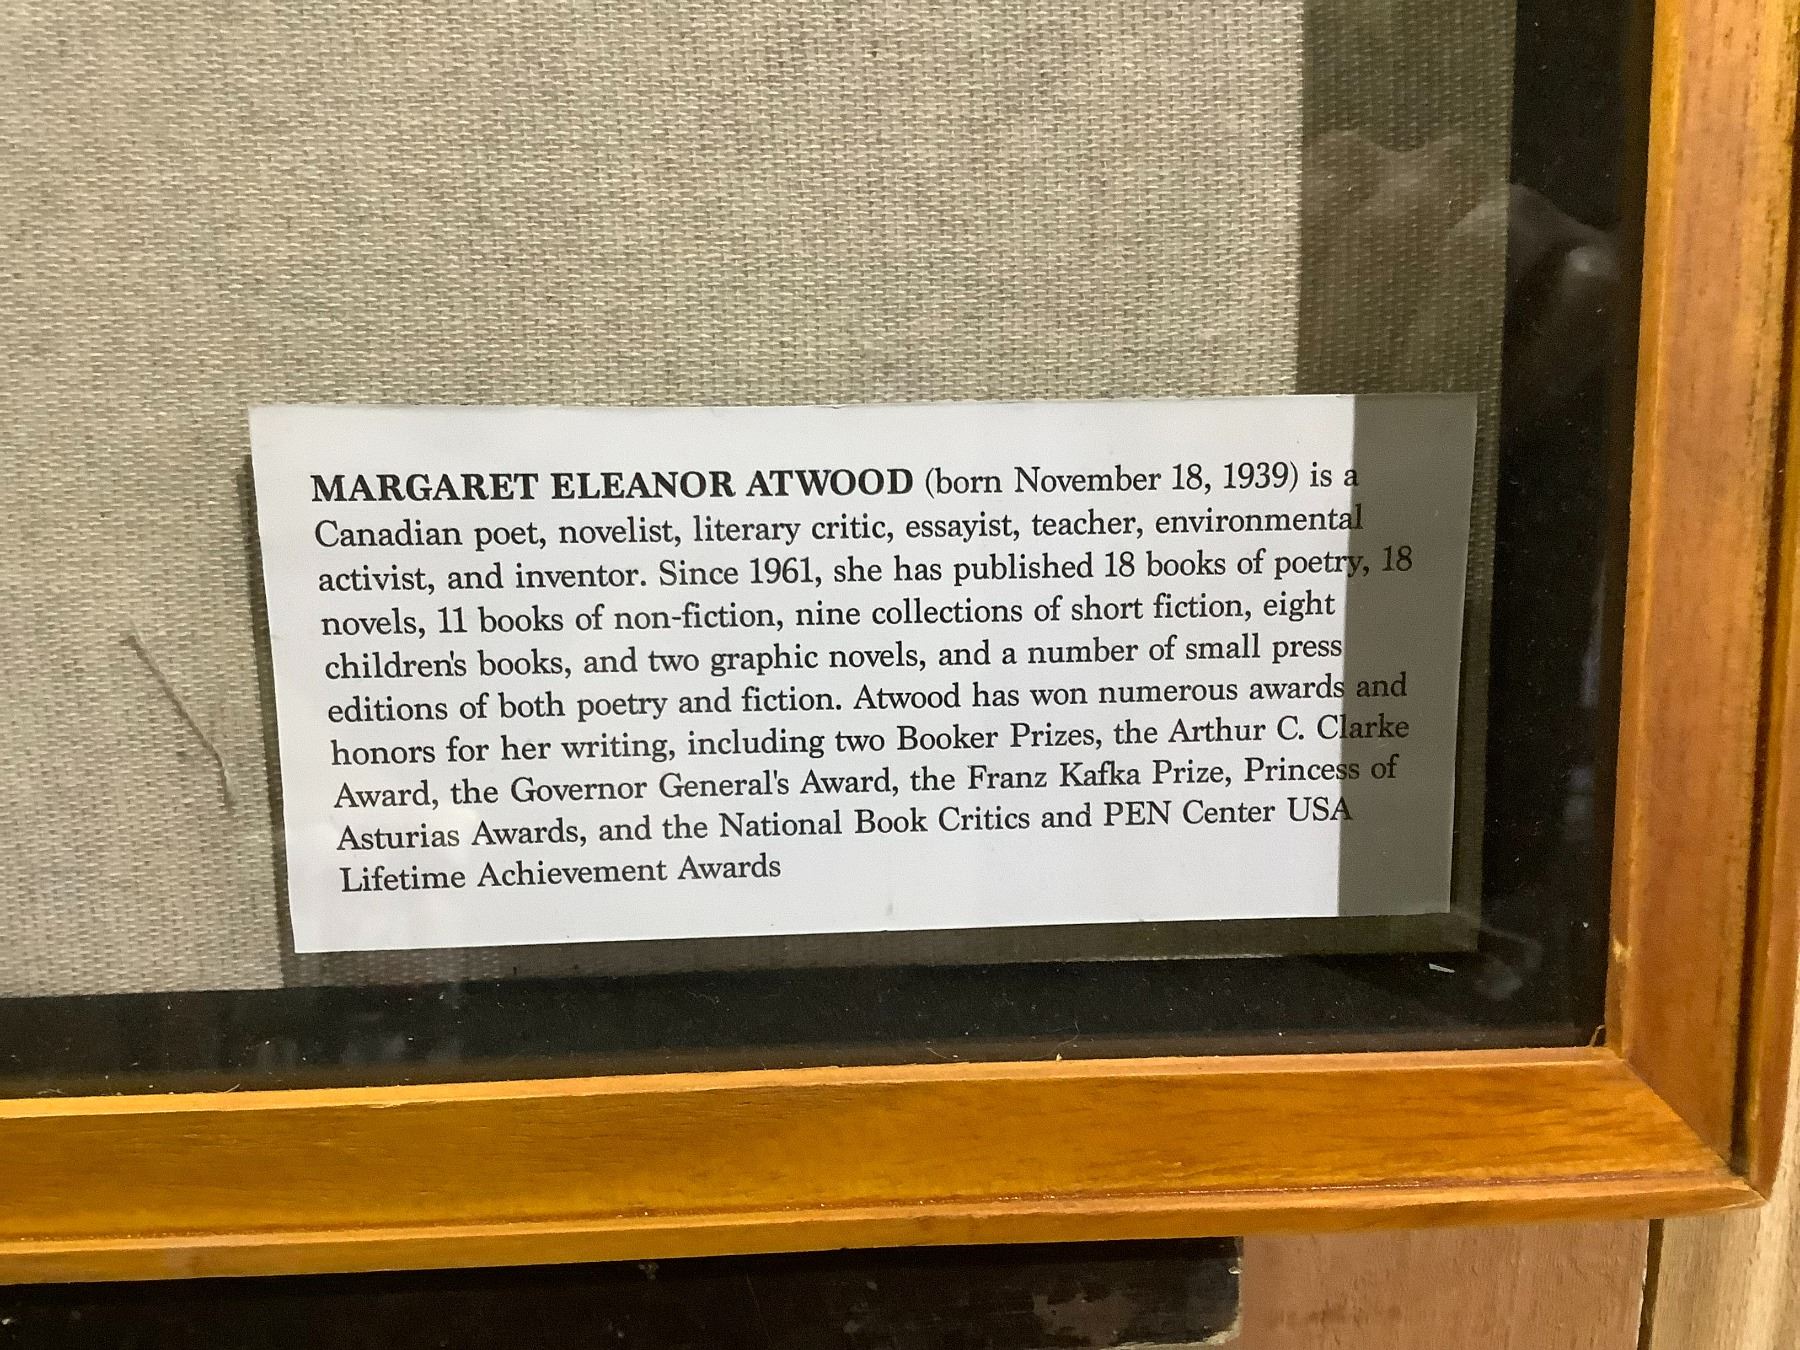 MARGARET ELEANOR ATWOOD (born November 18, 1939) is a
Canadian poet, novelist, literary critic, essayist, teacher, environmental
activist, and inventor. Since 1961, she has published 18 books of poetry, 18
novels, 11 books of non-fiction, nine collections of short fiction, eight
children's books, and two graphic novels, and a number of small press
editions of both poetry and fiction. Atwood has won numerous awards and
honors for her writing, including two Booker Prizes, the Arthur C. Clarke
Award, the Governor General's Award, the Franz Kafka Prize, Princess of
Asturias Awards, and the National Book Critics and PEN Center USA
Lifetime Achievement Awards